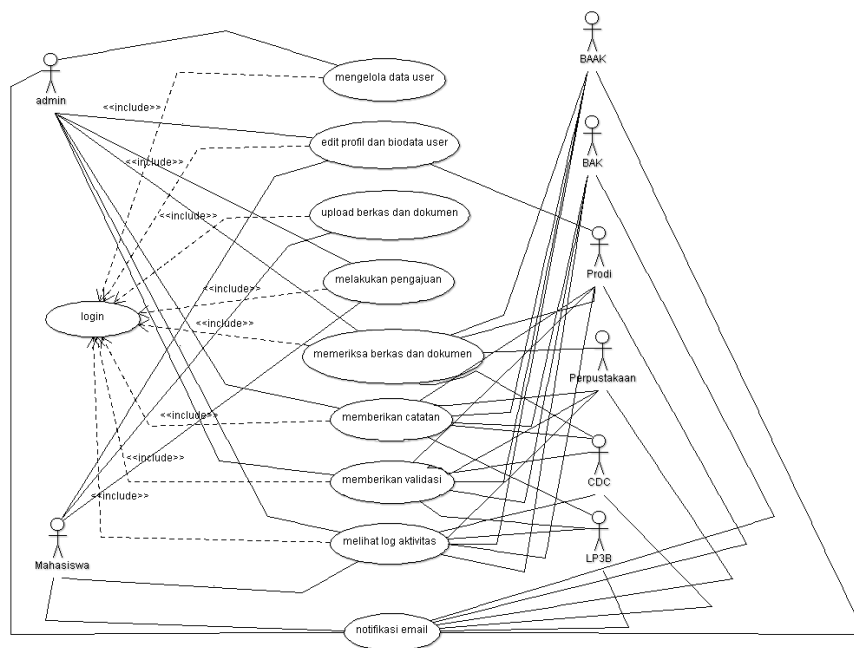 BAAK
admin
mengelola data user
<<include>>
edit profil dan biodata user
BAK
<<include>>
upload berkas dan dokumen
<<include>>
Prodi
melakukan pengajuan
<<include>>
login
<<include>>
memeriksa berkas dan dokumen
Perpustakaan
memberikan catatan
<<include>>
<<include>>
memberikan validasi
CDC
<<include>>
melihat log aktivitas
Mahasiswa
LP3B
notifikasi email